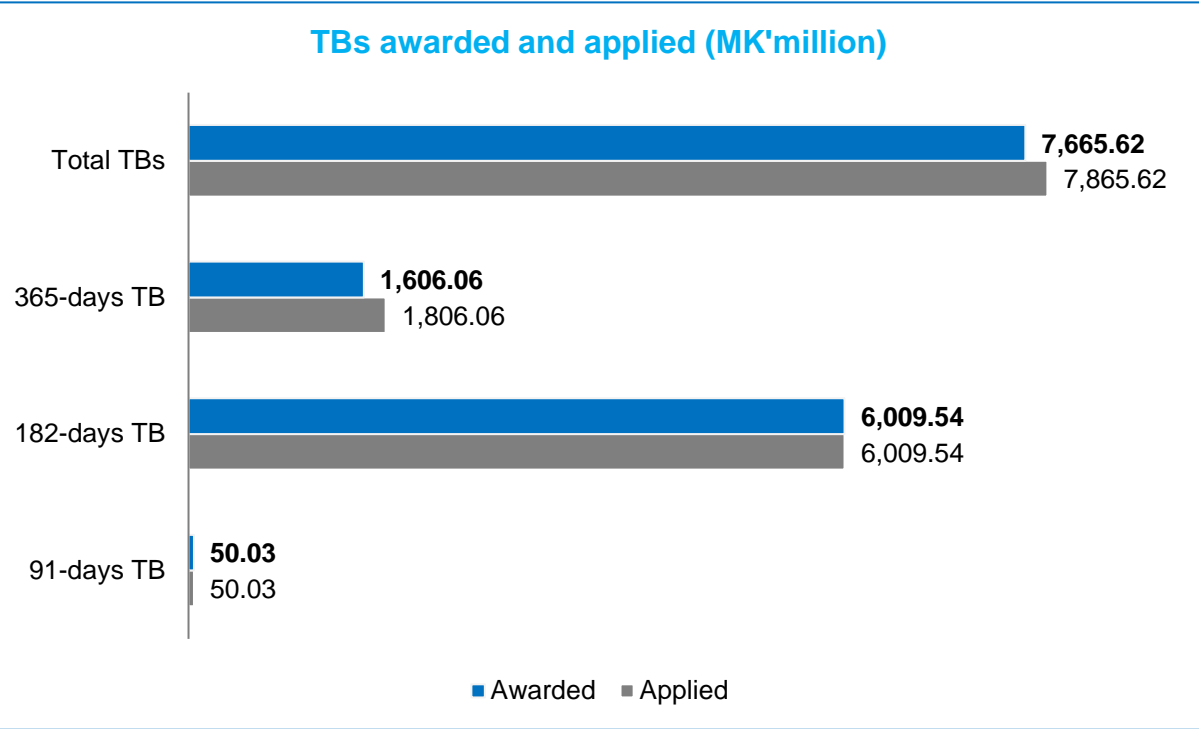 TBs awarded and applied (MK'million)
Total TBs
7,665.62
7,865.62
365-days TB
1,606.06
1,806.06
182-days TB
6,009.54
6,009.54
91-days TB
50.03
50.03
Awarded Applied